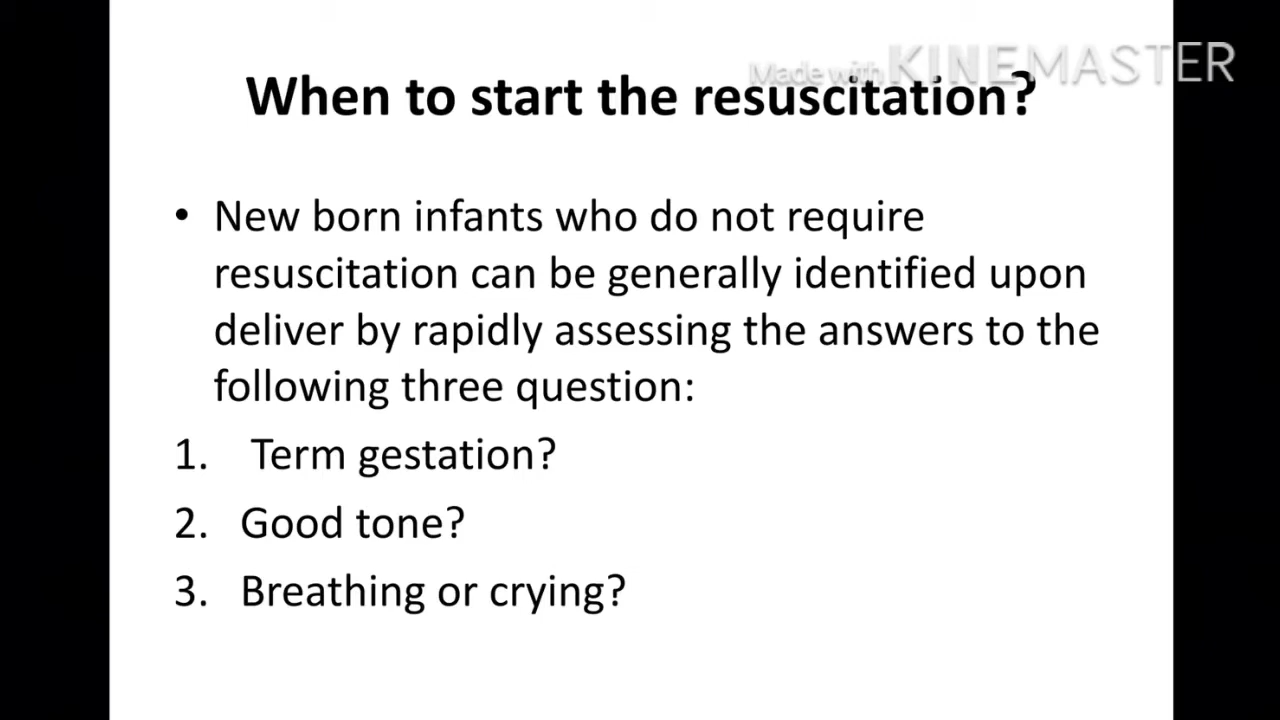 Made with KINEMASTER
When to start the resuscitation?
• New born infants who do not require
resuscitation can be generally identified upon
deliver by rapidly assessing the answers to the
following three question:
1. Term gestation?
2. Good tone?
3. Breathing or crying?